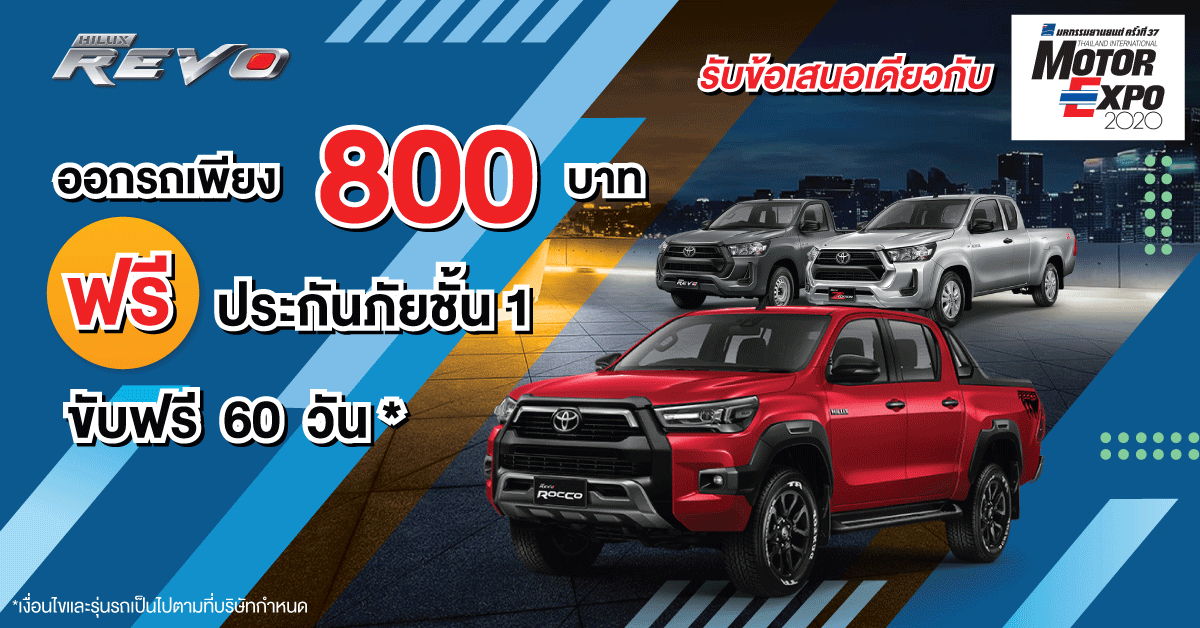 HILUX
REVO
รับข้อเสนอเดียวกับ
มหกรรมยานยนต์ ครั้งที่ 37
THAILAND INTERNATIONAL
MOTOR
EXPO
2020
ออกรถเพียง 800 บาท
ฟรี ประกันภัยชั้น 1
ขับฟรี 60 วัน*
REVO
HILUX
Revo
ROCCO
*เงื่อนไขและรุ่นรถเป็นไปตามที่บริษัทกำหนด